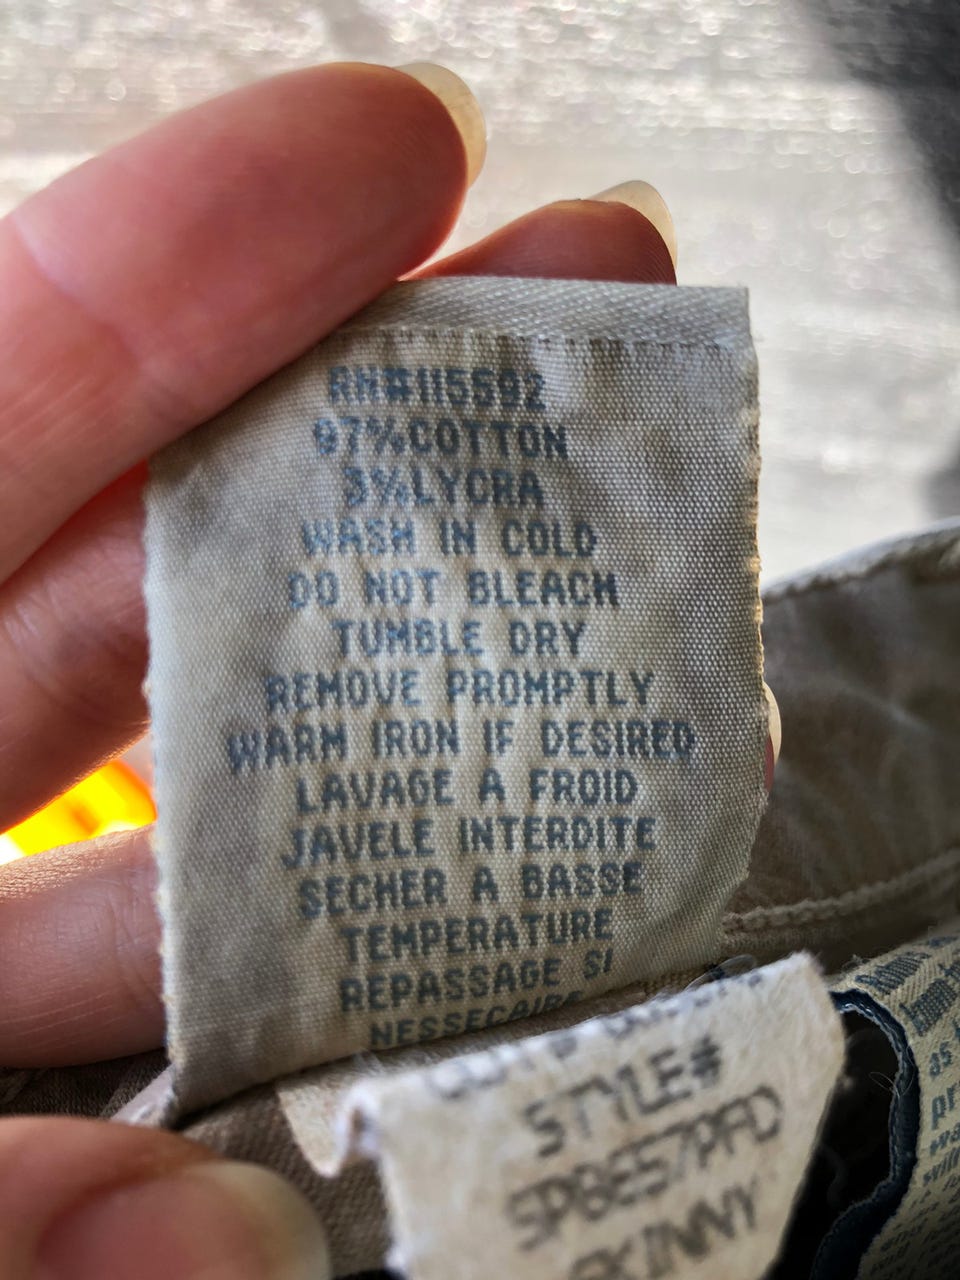 RN#115592
97%COTTON
3%LYCRA
WASH IN COLD
DO NOT BLEACH
TUMBLE DRY
REMOVE PROMPTLY
WARM IRON IF DESIRED
LAVAGE A FROID
JAVELE INTERDITE
SECHER A BASSE
TEMPERATURE
REPASSAGE SI
NESSECAIRE
STYLE#
SKINNY
as